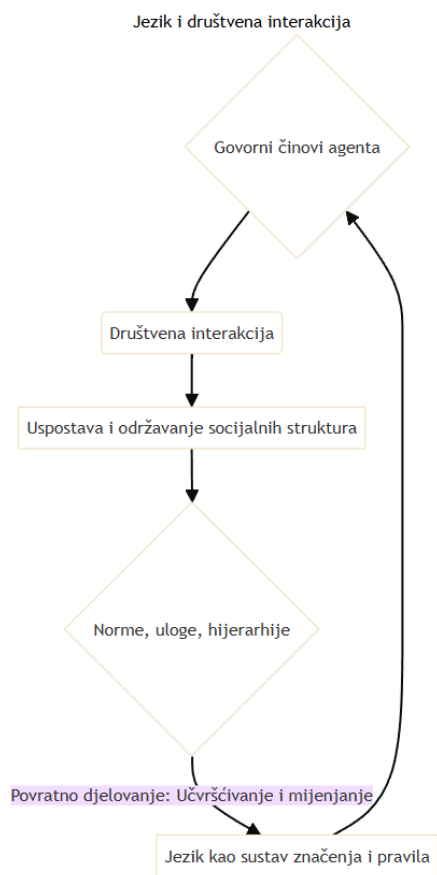 Jezik i društvena interakcija
Govorni činovi agenta
Društvena interakcija
Uspostava i održavanje socijalnih struktura
Norme, uloge, hijerarhije
Povratno djelovanje: Učvršćivanje i mijenjanje
Jezik kao sustav značenja i pravila